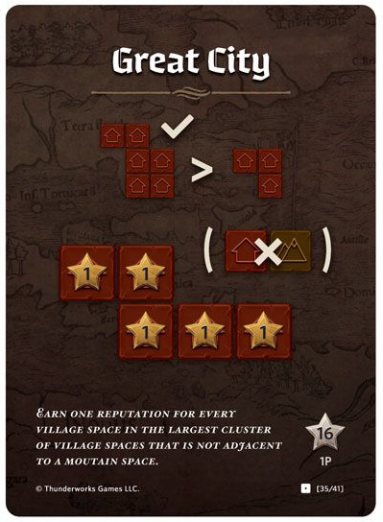 Great City
1 1
1 1 1
EARN ONE REPUTATION FOR EVERY
VILLAGE SPACE IN THE LARGEST CLUSTER
OF VILLAGE SPACES THAT IS NOT ADJACENT
TO A MOUTAIN SPACE.
16
1P
© Thunderworks Games LLC.
[35/41]